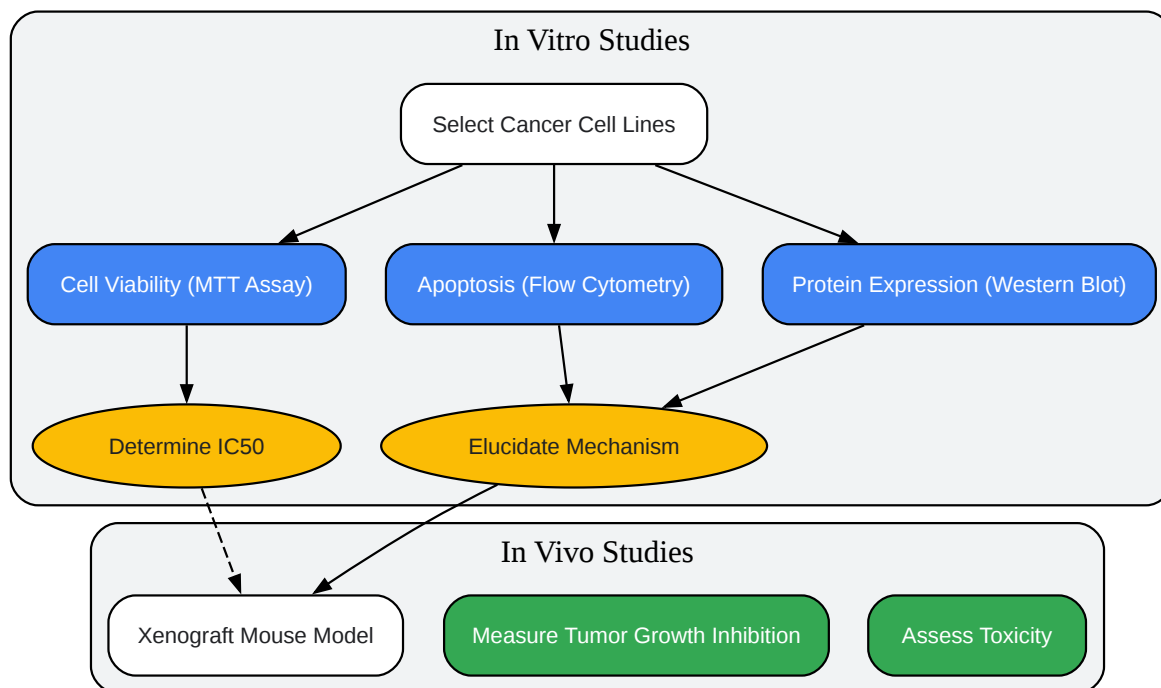 In Vitro Studies
Select Cancer Cell Lines
Cell Viability (MTT Assay)
Apoptosis (Flow Cytometry)
Protein Expression (Western Blot)
Determine IC50
Elucidate Mechanism
In Vivo Studies
Xenograft Mouse Model
Measure Tumor Growth Inhibition
Assess Toxicity